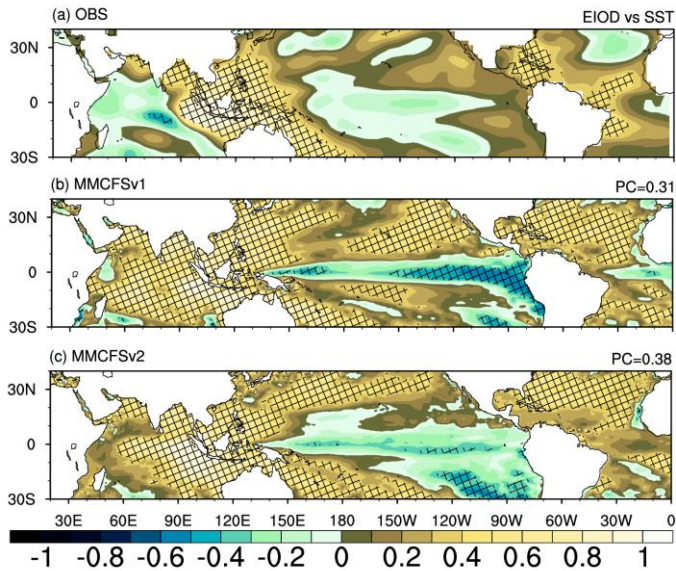 (a) OBS EIOD vs SST
30N
0
30S
(b) MMCFSv1 PC=0.31
30N
0
30S
(c) MMCFSv2 PC=0.38
30N
0
30S
30E 60E 90E 120E 150E 180 150W 120W 90W 60W 30W 0
-1 -0.8 -0.6 -0.4 -0.2 0 0.2 0.4 0.6 0.8 1